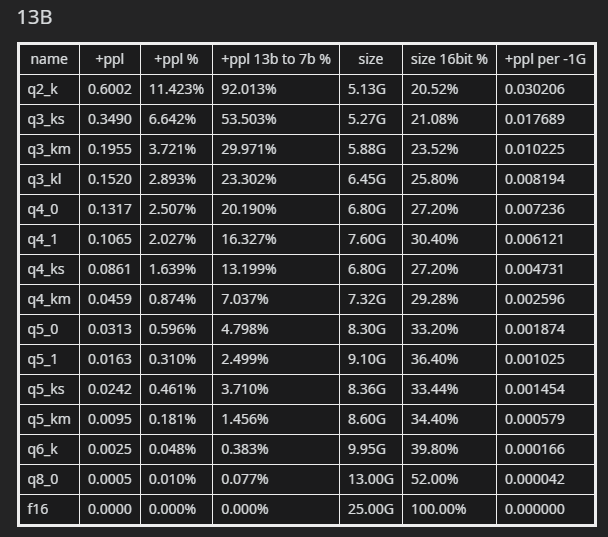 13B
name +ppl +ppl % +ppl 13b to 7b % size size 16bit % +ppl per -1G
q2_k 0.6002 11.423% 92.013% 5.13G 20.52% 0.030206
q3_ks 0.3490 6.642% 53.503% 5.27G 21.08% 0.017689
q3_km 0.1955 3.721% 29.971% 5.88G 23.52% 0.010225
q3_kl 0.1520 2.893% 23.302% 6.45G 25.80% 0.008194
q4_0 0.1317 2.507% 20.190% 6.80G 27.20% 0.007236
q4_1 0.1065 2.027% 16.327% 7.60G 30.40% 0.006121
q4_ks 0.0861 1.639% 13.199% 6.80G 27.20% 0.004731
q4_km 0.0459 0.874% 7.037% 7.32G 29.28% 0.002596
q5_0 0.0313 0.596% 4.798% 8.30G 33.20% 0.001874
q5_1 0.0163 0.310% 2.499% 9.10G 36.40% 0.001025
q5_ks 0.0242 0.461% 3.710% 8.36G 33.44% 0.001454
q5_km 0.0095 0.181% 1.456% 8.60G 34.40% 0.000579
q6_k 0.0025 0.048% 0.383% 9.95G 39.80% 0.000166
q8_0 0.0005 0.010% 0.077% 13.00G 52.00% 0.000042
f16 0.0000 0.000% 0.000% 25.00G 100.00% 0.000000